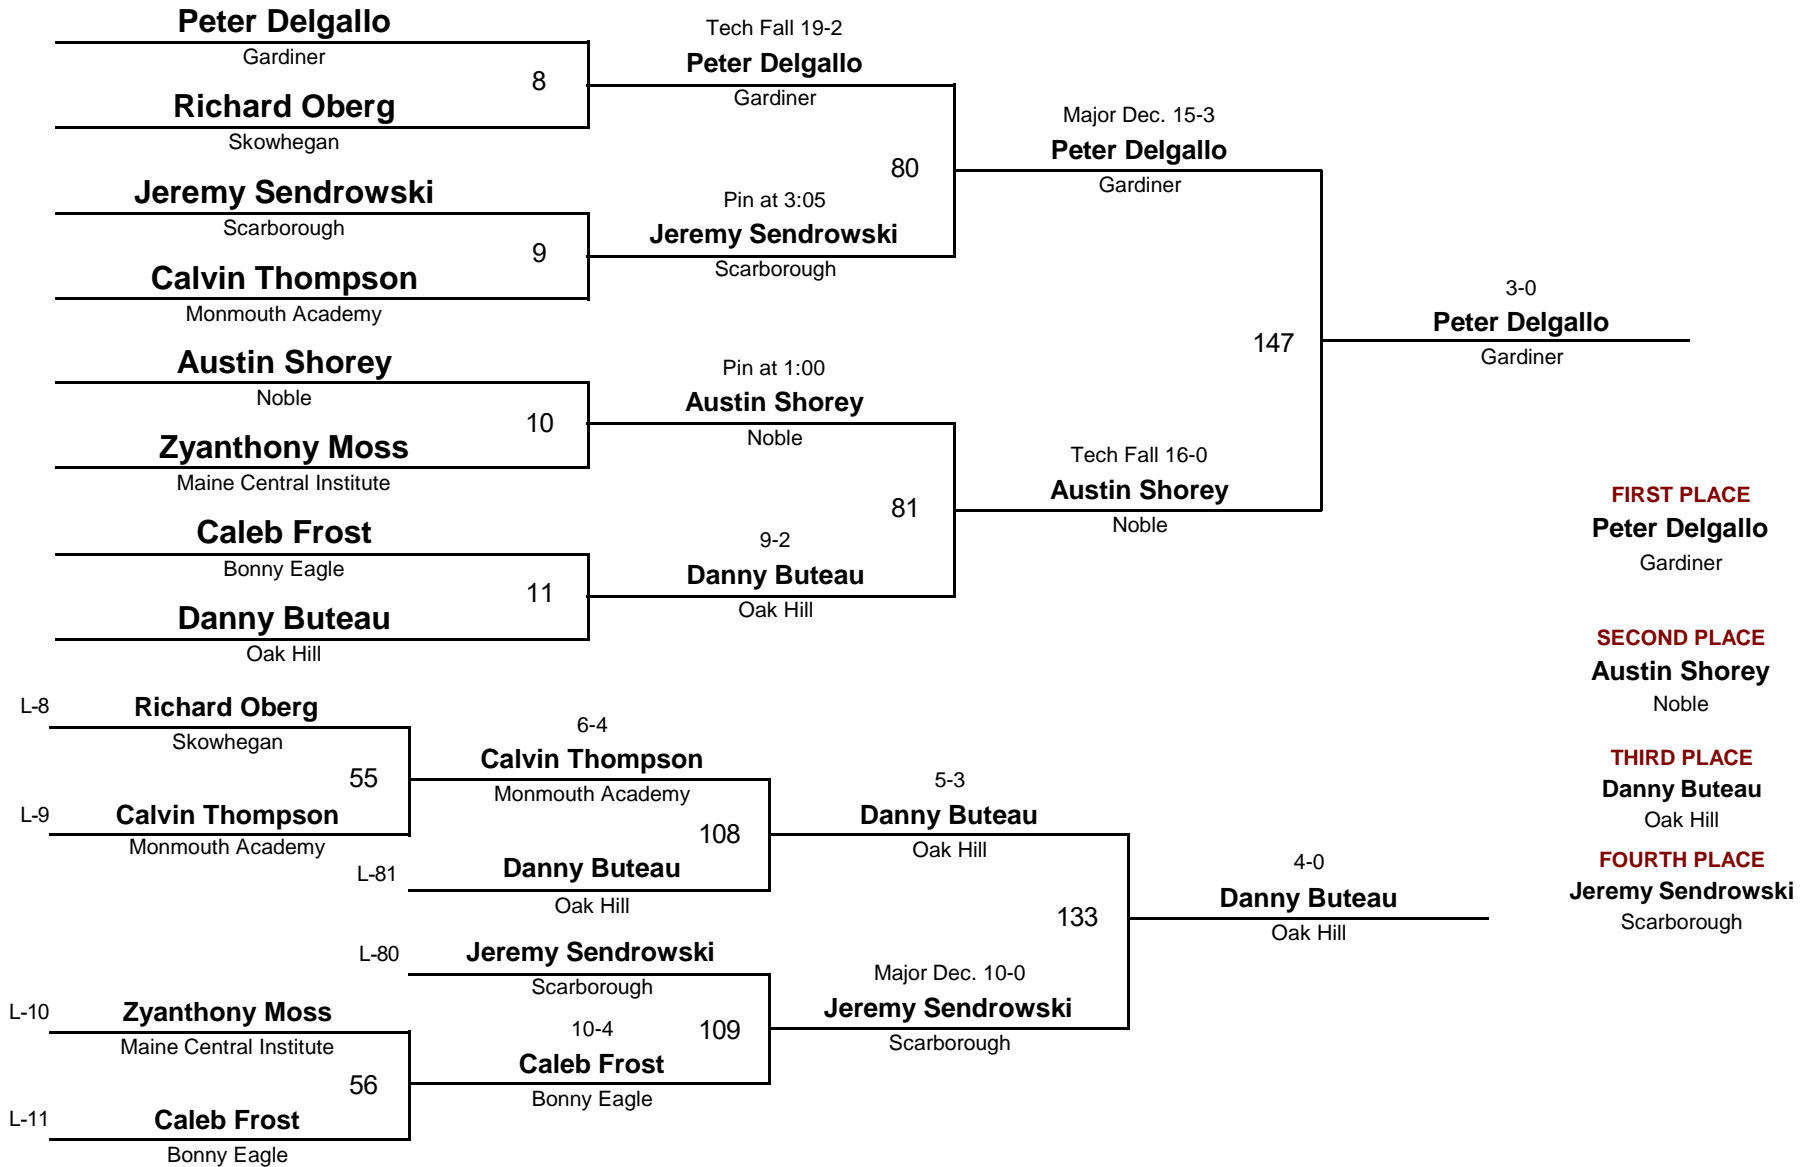 Peter Delgallo
Gardiner
8
Richard Oberg
Skowhegan
Jeremy Sendrowski
Scarborough
9
Calvin Thompson
Monmouth Academy
Austin Shorey
Noble
10
Zyanthony Moss
Maine Central Institute
Caleb Frost
Bonny Eagle
11
Danny Buteau
Oak Hill
Tech Fall 19-2
Peter Delgallo
Gardiner
80
Pin at 3:05
Jeremy Sendrowski
Scarborough
Pin at 1:00
Austin Shorey
Noble
81
9-2
Danny Buteau
Oak Hill
Major Dec. 15-3
Peter Delgallo
Gardiner
147
Tech Fall 16-0
Austin Shorey
Noble
3-0
Peter Delgallo
Gardiner
FIRST PLACE
Peter Delgallo
Gardiner
SECOND PLACE
Austin Shorey
Noble
THIRD PLACE
Danny Buteau
Oak Hill
FOURTH PLACE
Jeremy Sendrowski
Scarborough
L-8
Richard Oberg
Skowhegan
55
L-9
Calvin Thompson
Monmouth Academy
6-4
Calvin Thompson
Monmouth Academy
108
L-81
Danny Buteau
Oak Hill
L-80
Jeremy Sendrowski
Scarborough
109
10-4
Caleb Frost
Bonny Eagle
L-10
Zyanthony Moss
Maine Central Institute
56
L-11
Caleb Frost
Bonny Eagle
5-3
Danny Buteau
Oak Hill
133
Major Dec. 10-0
Jeremy Sendrowski
Scarborough
4-0
Danny Buteau
Oak Hill